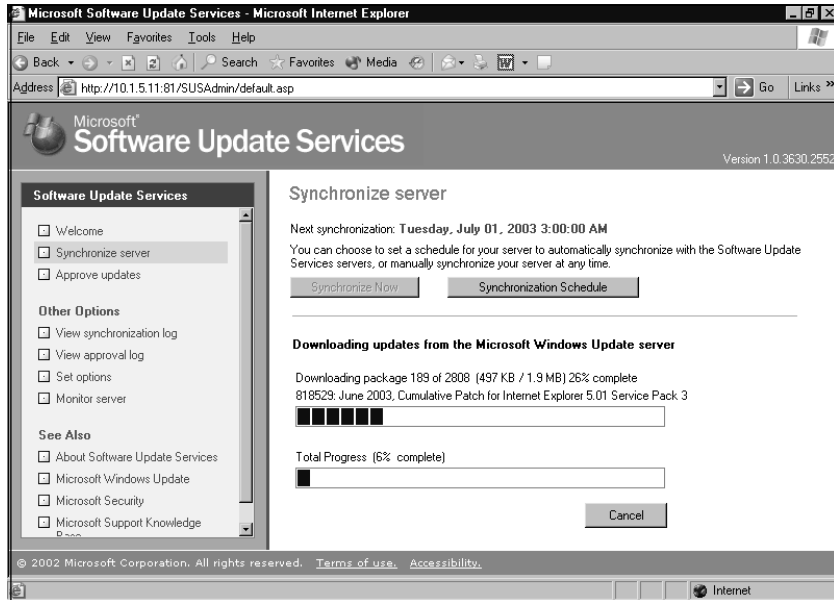 Microsoft Software Update Services - Microsoft Internet Explorer
File Edit View Favorites Tools Help
Back Search Favorites Media
Address http://10.1.5.11:81/SUSAdmin/default.asp Go Links »
Microsoft®
Software Update Services
Version 1.0.3630.2552
Software Update Services
Welcome
Synchronize server
Approve updates
Other Options
View synchronization log
View approval log
Set options
Monitor server
See Also
About Software Update Services
Microsoft Windows Update
Microsoft Security
Microsoft Support Knowledge
Base
Synchronize server
Next synchronization: Tuesday, July 01, 2003 3:00:00 AM
You can choose to set a schedule for your server to automatically synchronize with the Software Update
Services servers, or manually synchronize your server at any time.
Synchronize Now Synchronization Schedule
Downloading updates from the Microsoft Windows Update server
Downloading package 189 of 2808 (497 KB / 1.9 MB) 26% complete
818529: June 2003, Cumulative Patch for Internet Explorer 5.01 Service Pack 3
Total Progress (6% complete)
Cancel
© 2002 Microsoft Corporation. All rights reserved. Terms of use. Accessibility.
Internet